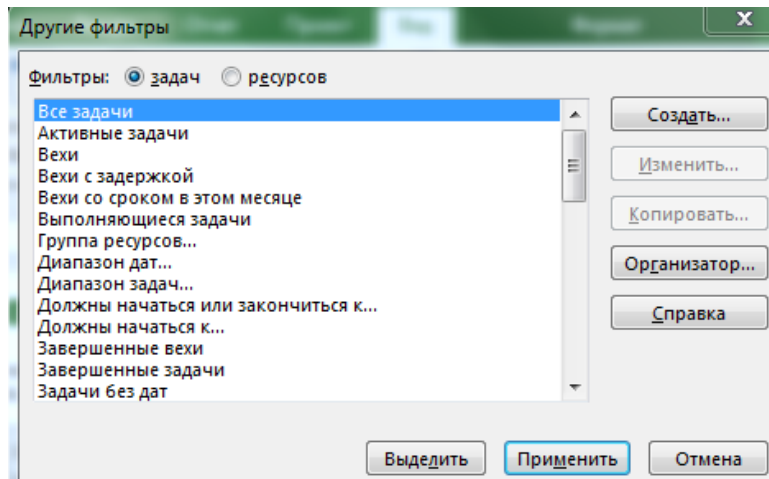 Другие фильтры
Фильтры: задач ресурсов
Все задачи
Активные задачи
Вехи
Вехи с задержкой
Вехи со сроком в этом месяце
Выполняющиеся задачи
Группа ресурсов...
Диапазон дат...
Диапазон задач...
Должны начаться или закончиться к...
Должны начаться к...
Завершенные вехи
Завершенные задачи
Задачи без дат
Создать...
Изменить...
Копировать...
Организатор...
Справка
Выделить Применить Отмена